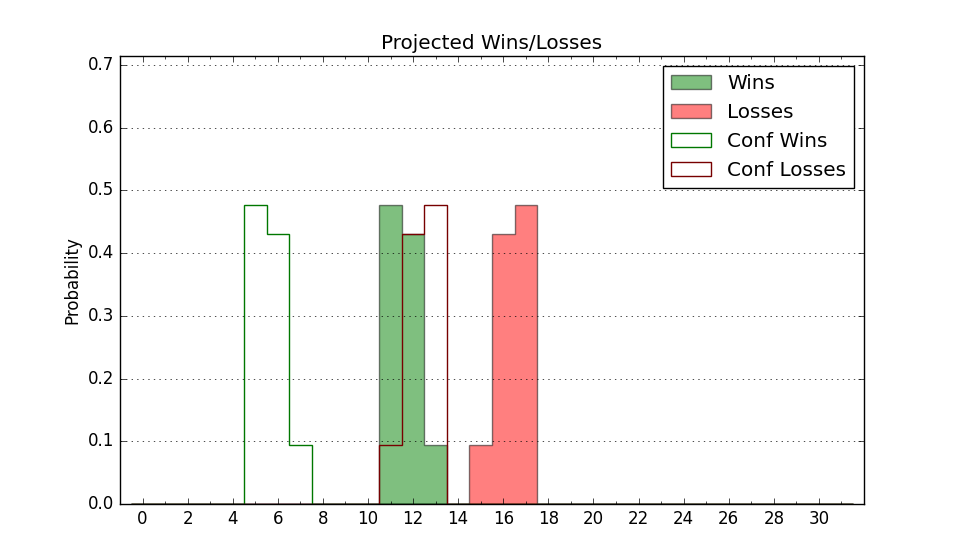 Projected Wins/Losses
0.7
0.6
0.5
0.4
0.3
0.2
0.1
0.0
Probability
Wins
Losses
Conf Wins
Conf Losses
0 2 4 6 8 10 12 14 16 18 20 22 24 26 28 30